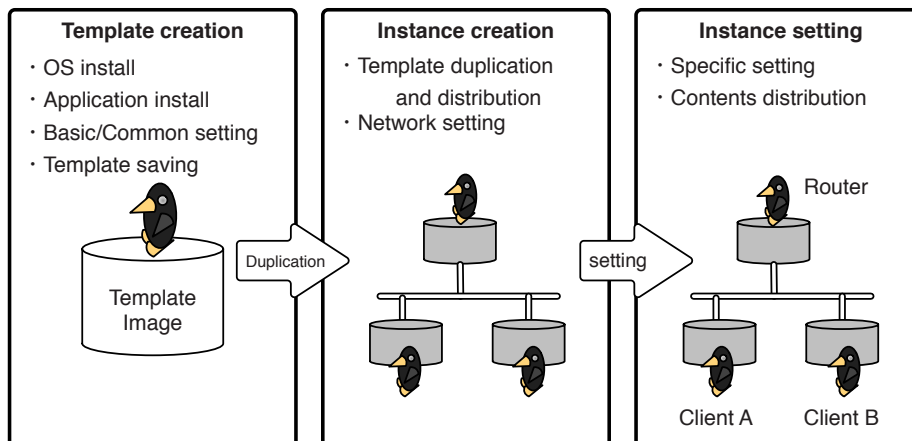 Template creation
・ OS install
・ Application install
・ Basic/Common setting
・ Template saving
Template
Image
Duplication
Instance creation
・ Template duplication
and distribution
・ Network setting
setting
Instance setting
・ Specific setting
・ Contents distribution
Router
Client A
Client B